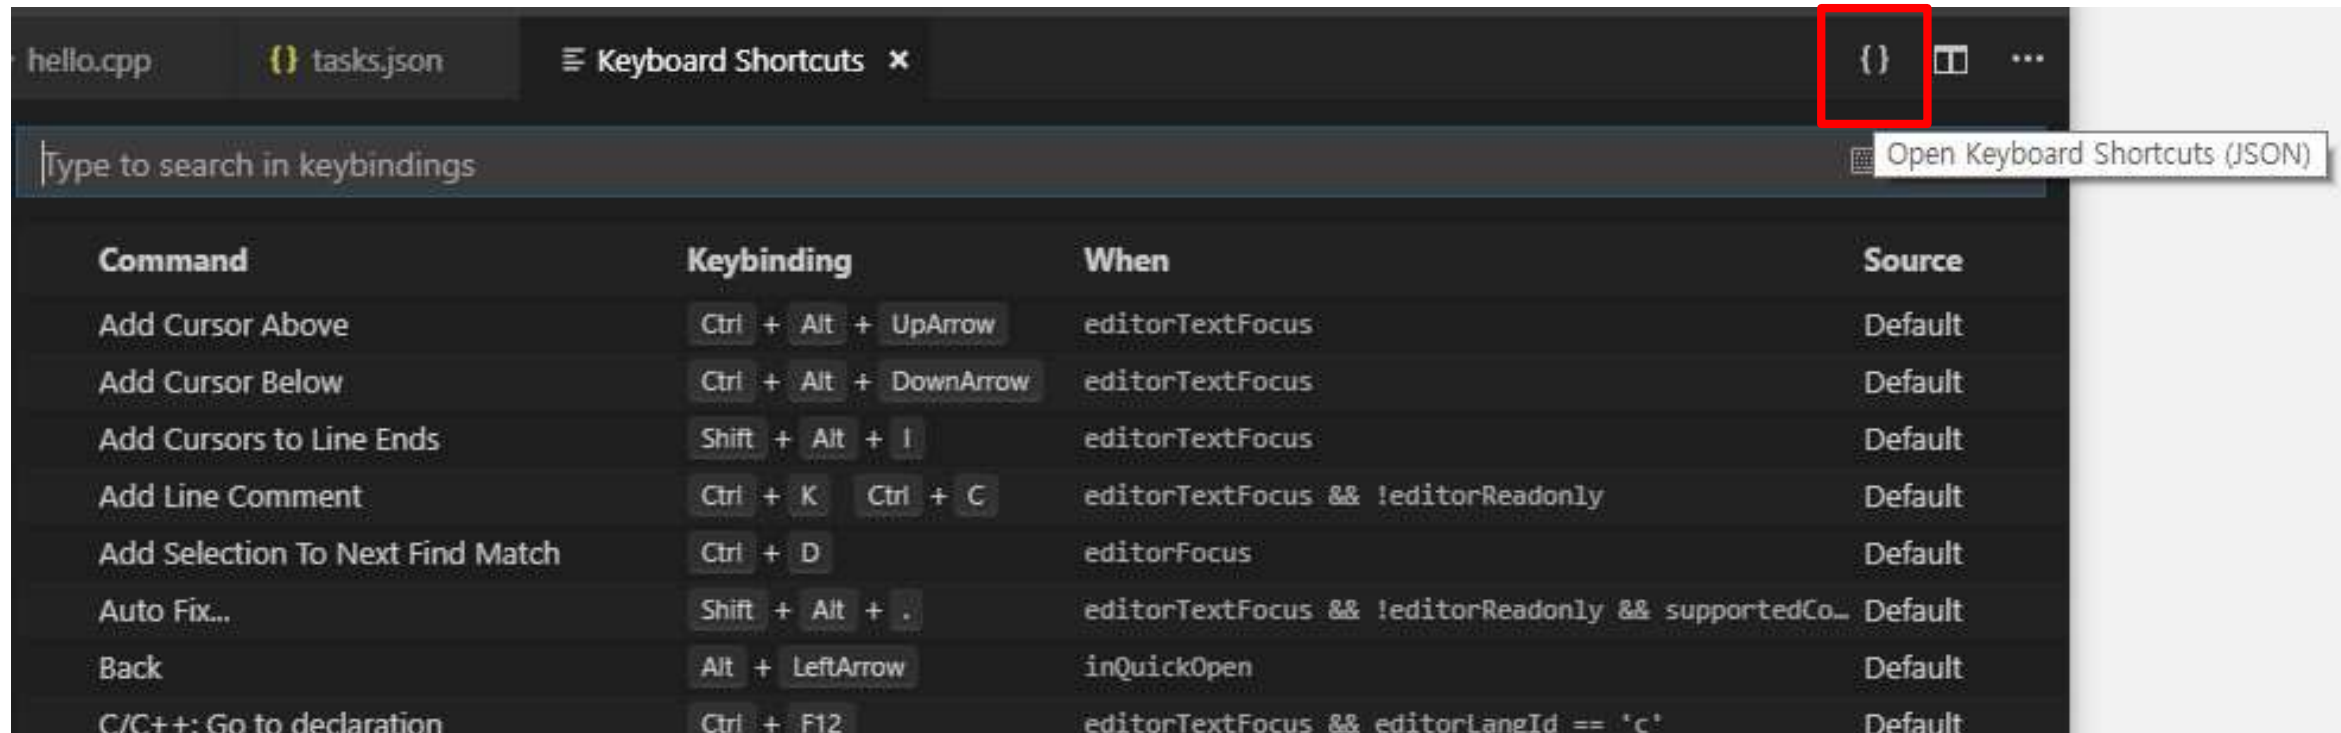 hello.cpp {} tasks.json Keyboard Shortcuts × {} ...
Type to search in keybindings
Open Keyboard Shortcuts (JSON)
Command Keybinding When Source
Add Cursor Above Ctrl + Alt + UpArrow editorTextFocus Default
Add Cursor Below Ctrl + Alt + DownArrow editorTextFocus Default
Add Cursors to Line Ends Shift + Alt + I editorTextFocus Default
Add Line Comment Ctrl + K Ctrl + C editorTextFocus && !editorReadonly Default
Add Selection To Next Find Match Ctrl + D editorFocus Default
Auto Fix... Shift + Alt + . editorTextFocus && !editorReadonly && supportedCo… Default
Back Alt + LeftArrow inQuickOpen Default
C/C++: Go to declaration Ctrl + F12 editorTextFocus && editorLangId == 'c' Default